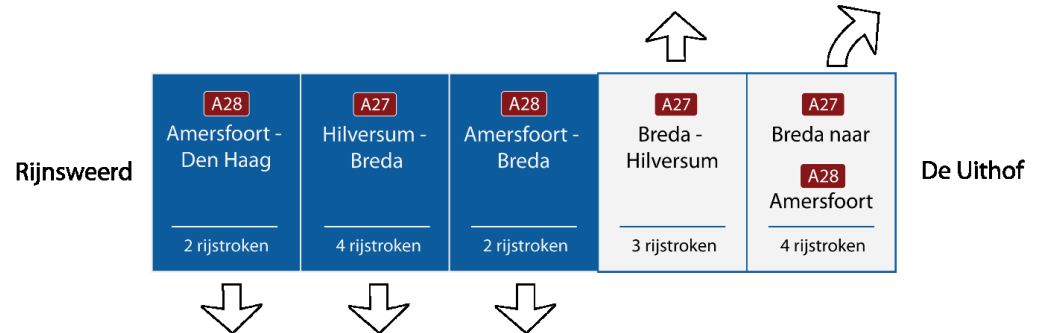 Rijnsweerd
A28
Amersfoort -
Den Haag
2 rijstroken
A27
Hilversum -
Breda
4 rijstroken
A28
Amersfoort -
Breda
2 rijstroken
A27
Breda -
Hilversum
3 rijstroken
A27
Breda naar
A28
Amersfoort
4 rijstroken
De Uithof